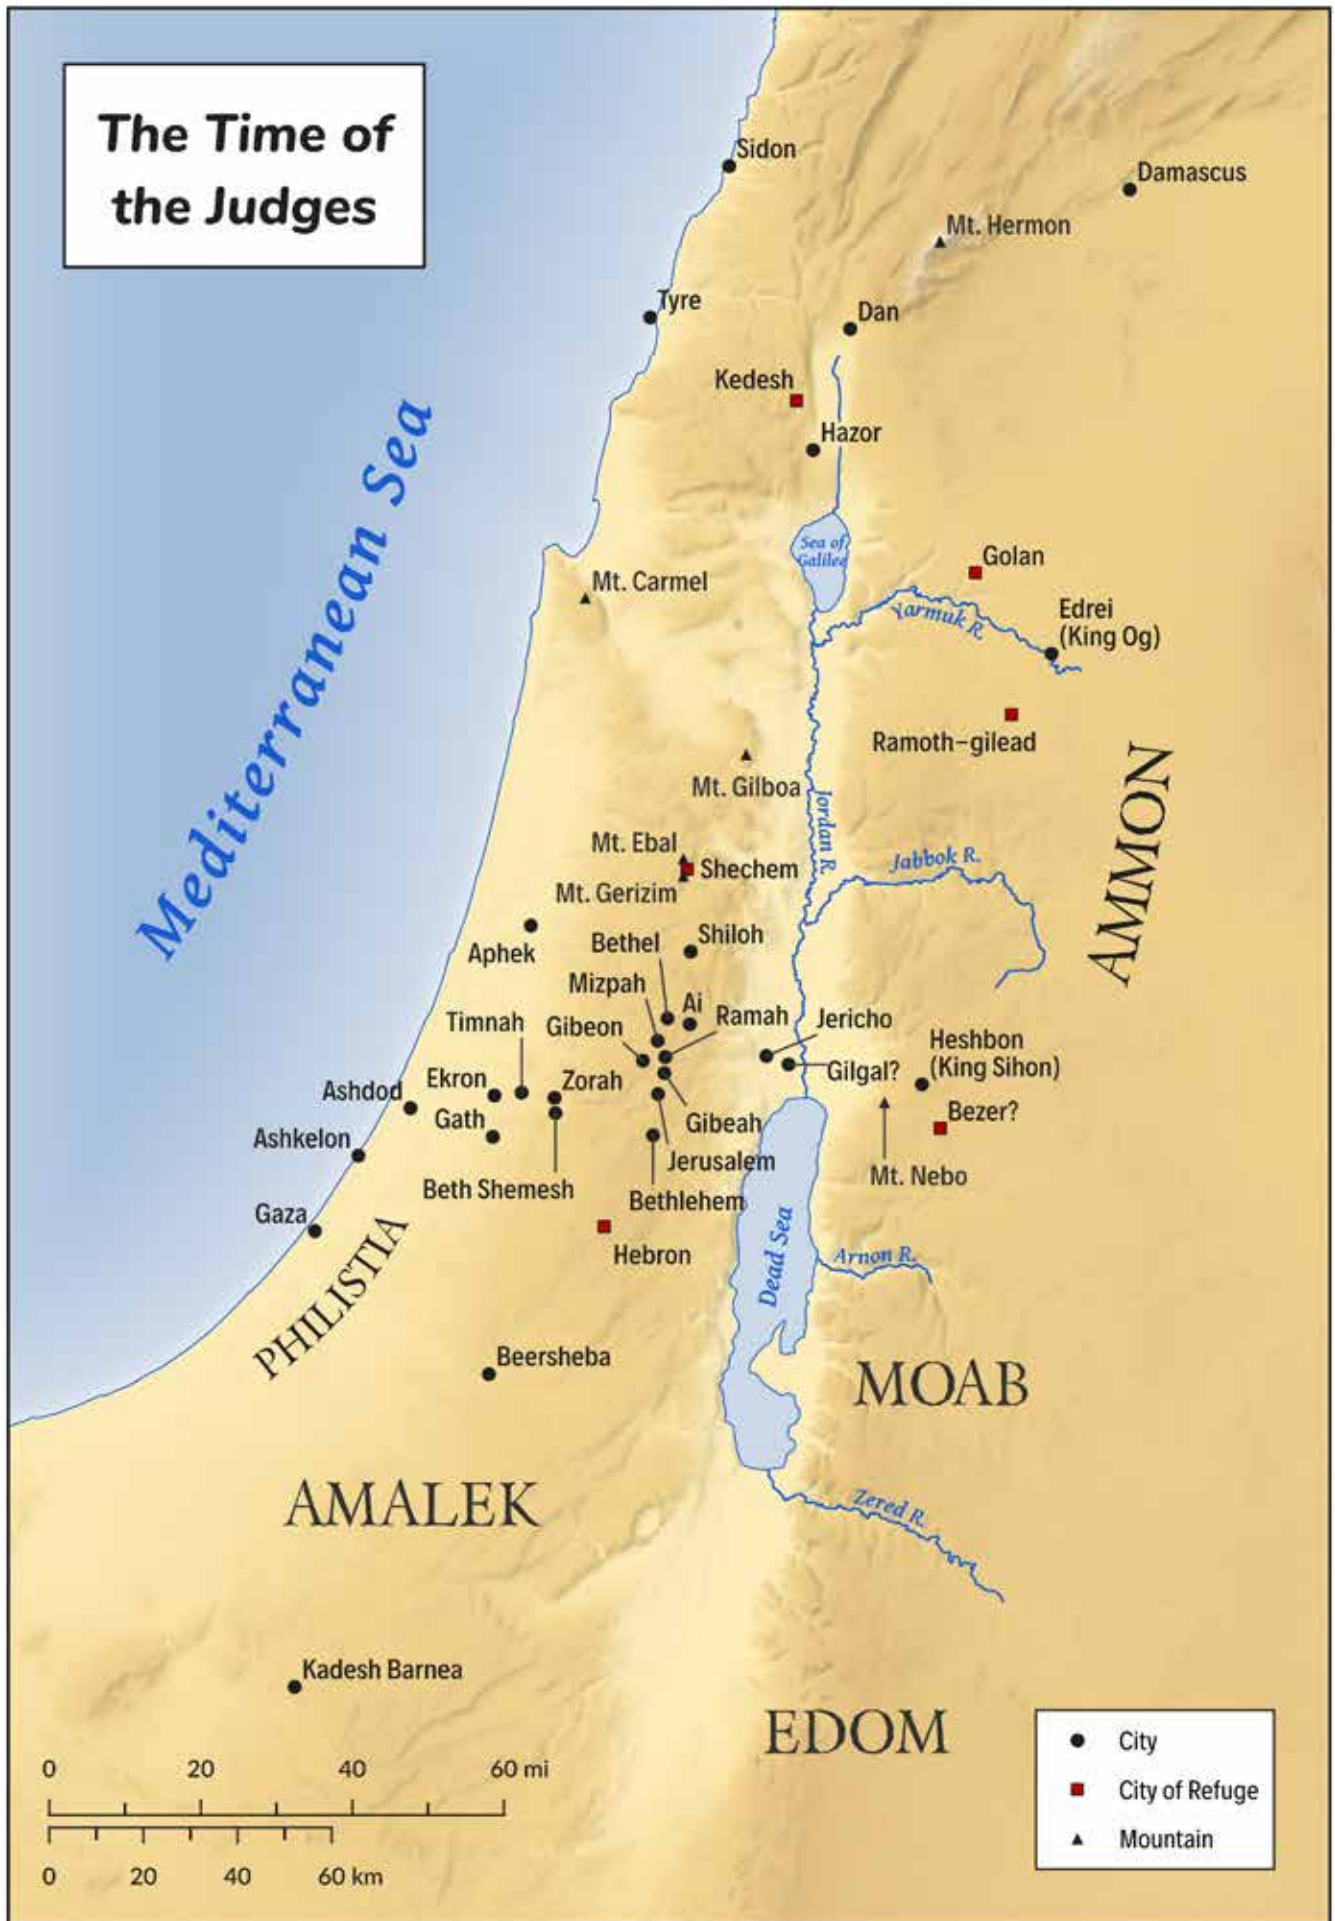 The Time of
the Judges
Sidon
Damascus
Mt. Hermon
Tyre
Dan
Kedesh
Hazor
Mediterranean Sea
Sea of
Galilee
Golan
Mt. Carmel
Yarmuk R.
Edrei
(King Og)
Ramoth-gilead
Mt. Gilboa
AMMON
Jordan R.
Mt. Ebal
Shechem
Jabbok R.
Mt. Gerizim
Aphek
Bethel
Shiloh
Mizpah
Ai
Ramah
Jericho
Timnah
Gibeon
Heshbon
(King Sihon)
Gilgal?
Ekron
Zorah
Ashdod
Gath
Gibeah
Bezer?
Ashkelon
Jerusalem
Mt. Nebo
Beth Shemesh
Bethlehem
Gaza
Hebron
Dead Sea
Arnon R.
PHILISTIA
Beersheba
MOAB
AMALEK
Zered R.
Kadesh Barnea
EDOM
City
City of Refuge
Mountain
0 20 40 60 mi
0 20 40 60 km